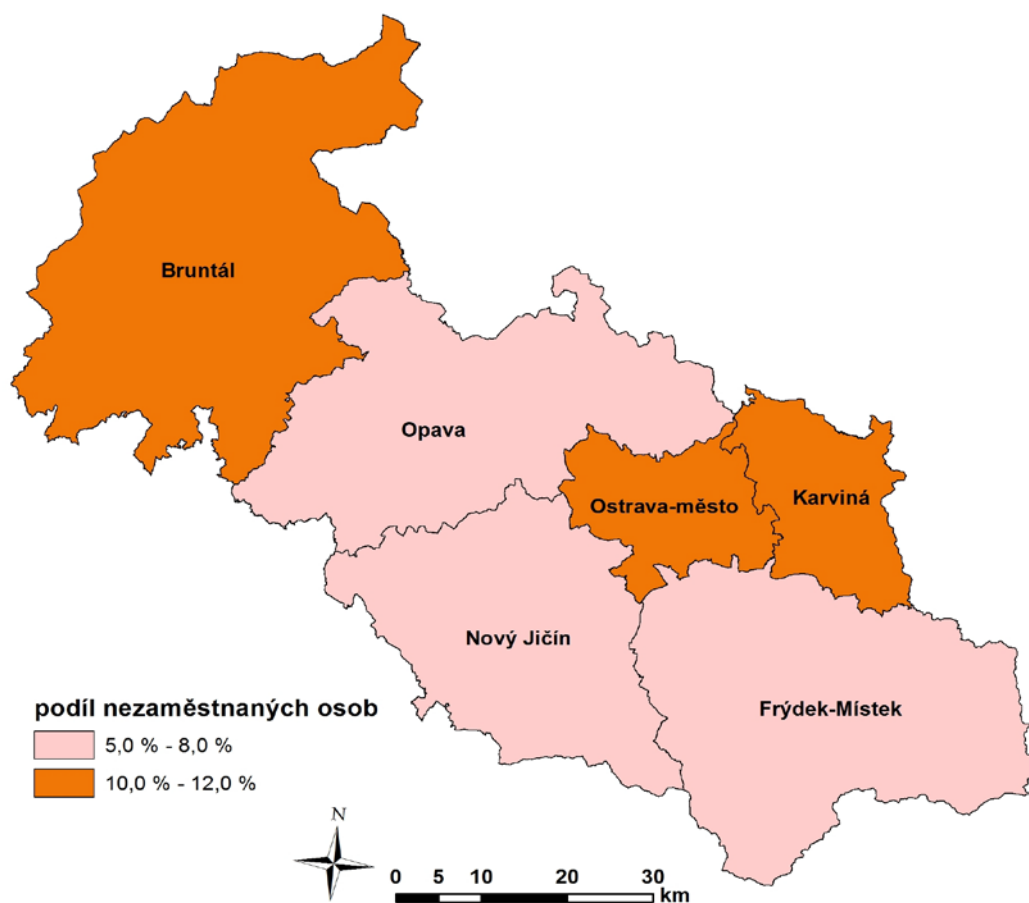 Bruntál
Opava
Ostrava-město
Karviná
Nový Jičín
Frýdek-Místek
podíl nezaměstnaných osob
5,0 % - 8,0 %
10,0 % - 12,0 %
N
0 5 10 20 30
km